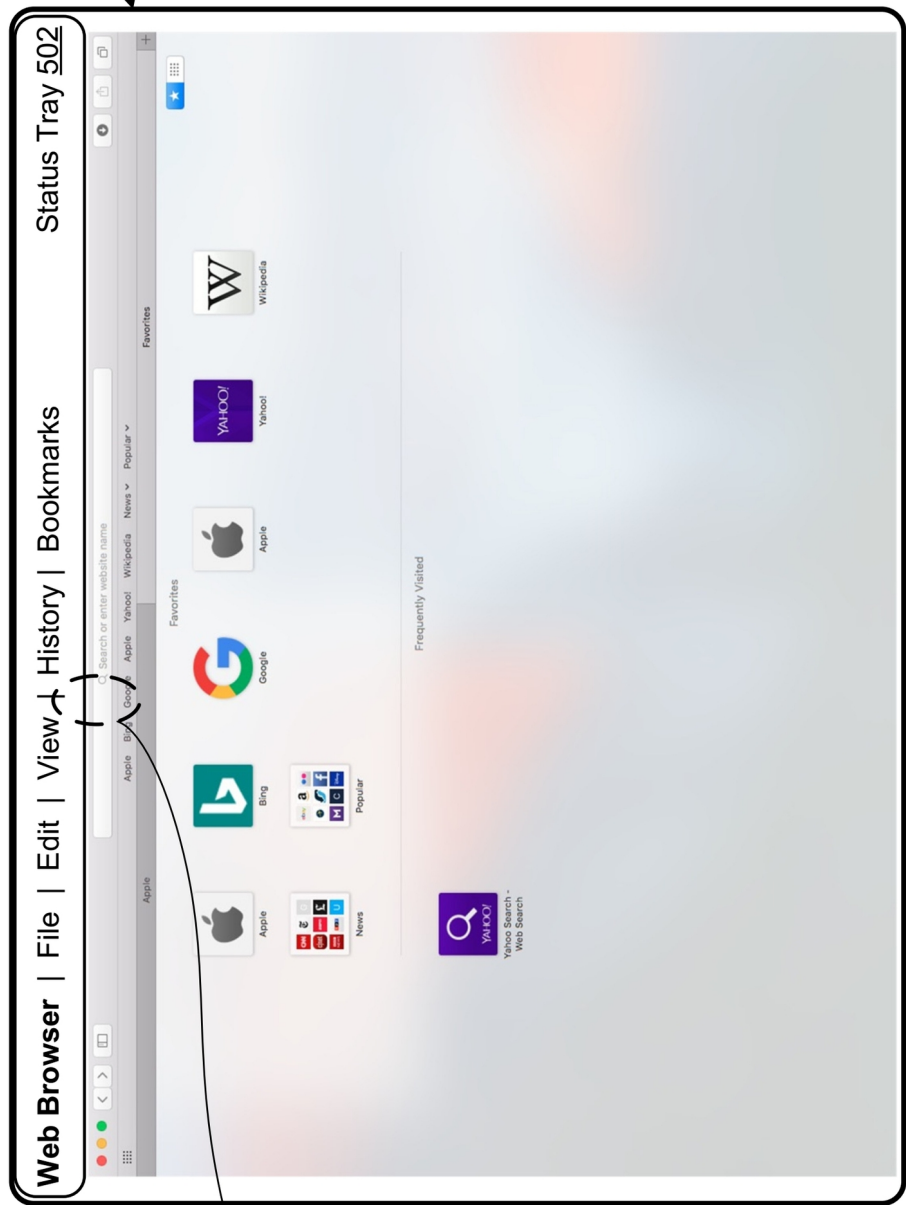 Web Browser | File | Edit | View | History | Bookmarks Status Tray 502
Search or enter website name
Apple Bing Google Apple Yahoo! Wikipedia News Popular
Apple Favorites
Favorites
YAHOO! W
Apple Bing Google Apple Yahoo! Wikipedia
News Popular
Frequently Visited
YAHOO!
Yahoo Search -
Web Search